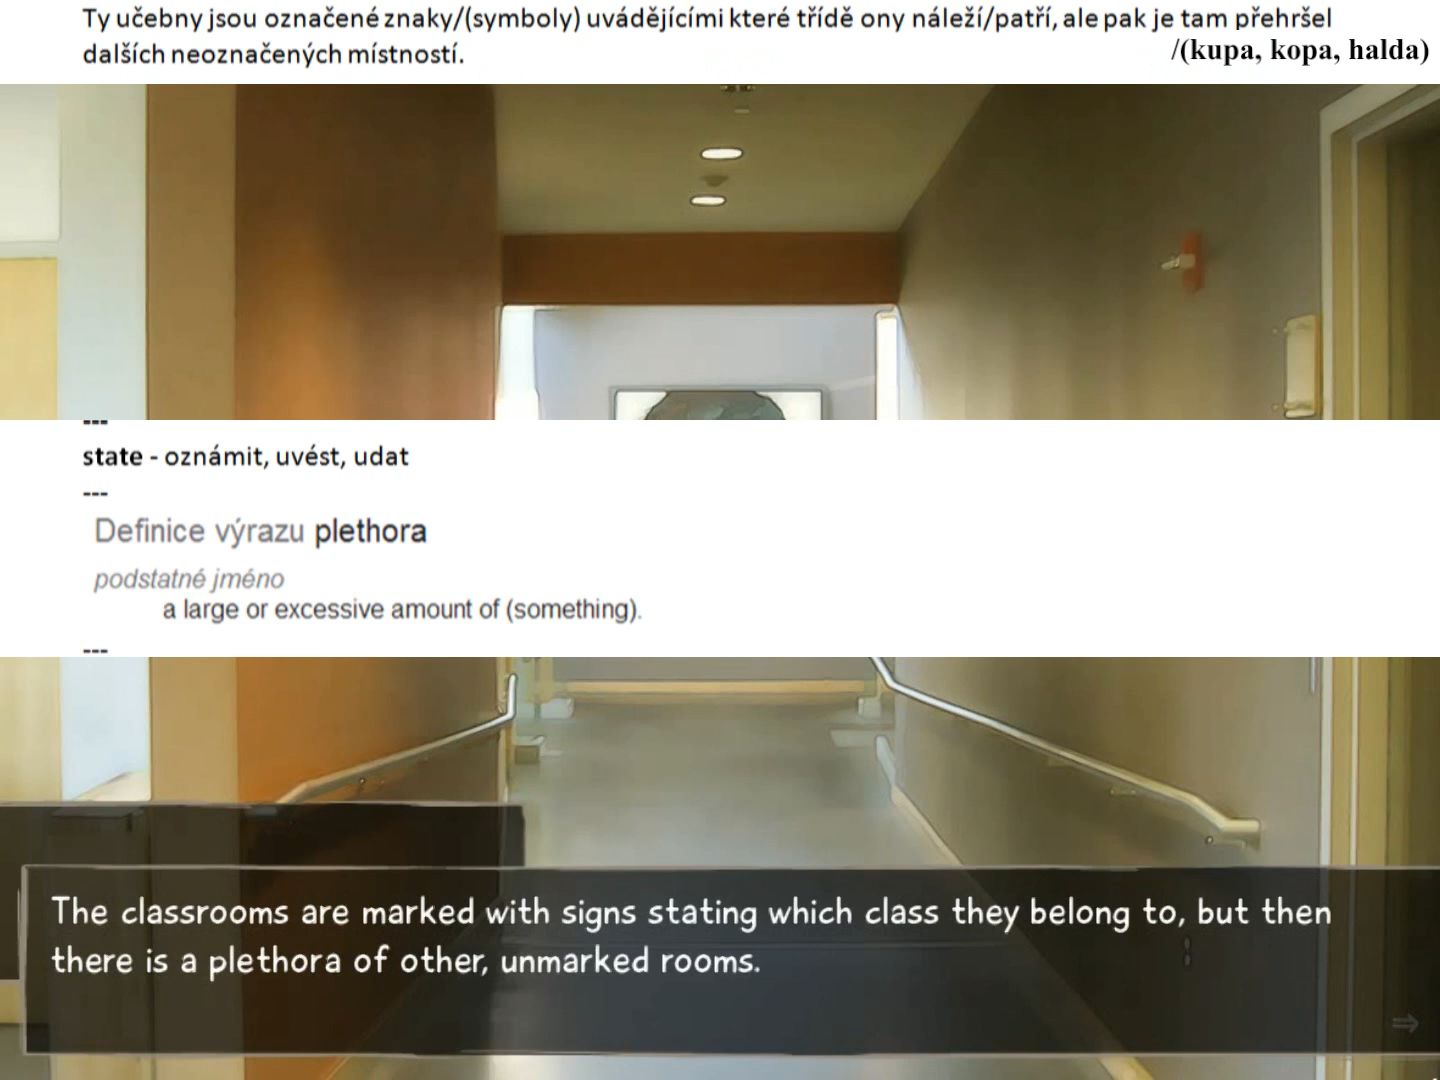 Ty učebny jsou označené znaky/(symboly) uvádějícími které třídě ony náleží/patří, ale pak je tam přehršel
dalších neoznačených místností.
/(kupa, kopa, halda)
---
state - oznámit, uvést, udat
---
Definice výrazu plethora
podstatné jméno
a large or excessive amount of (something).
---
The classrooms are marked with signs stating which class they belong to, but then
there is a plethora of other, unmarked rooms.